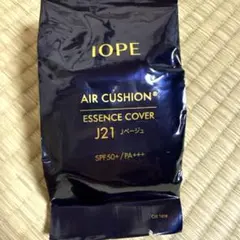 IOPE
AIR CUSHION®
ESSENCE COVER
J21 Jベージュ
SPF50+/PA+++